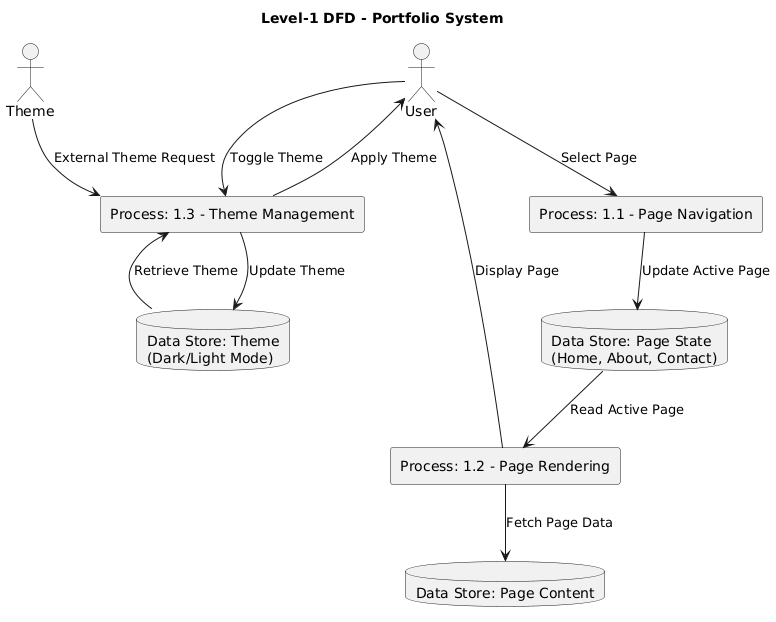 Level-1 DFD - Portfolio System
Theme
User
External Theme Request
Toggle Theme
Apply Theme
Select Page
Process: 1.3 - Theme Management
Process: 1.1 - Page Navigation
Retrieve Theme
Update Theme
Display Page
Update Active Page
Data Store: Theme
(Dark/Light Mode)
Data Store: Page State
(Home, About, Contact)
Read Active Page
Process: 1.2 - Page Rendering
Fetch Page Data
Data Store: Page Content